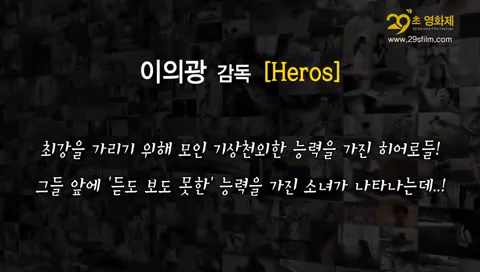 29초 영화제
29 Seconds Film Festival
www.29sfilm.com
이의광 감독 [Heros]
최강을 가리기 위해 모인 기상천외한 능력을 가진 히어로들!
그들 앞에 '듣도 보도 못한' 능력을 가진 소녀가 나타나는데..!